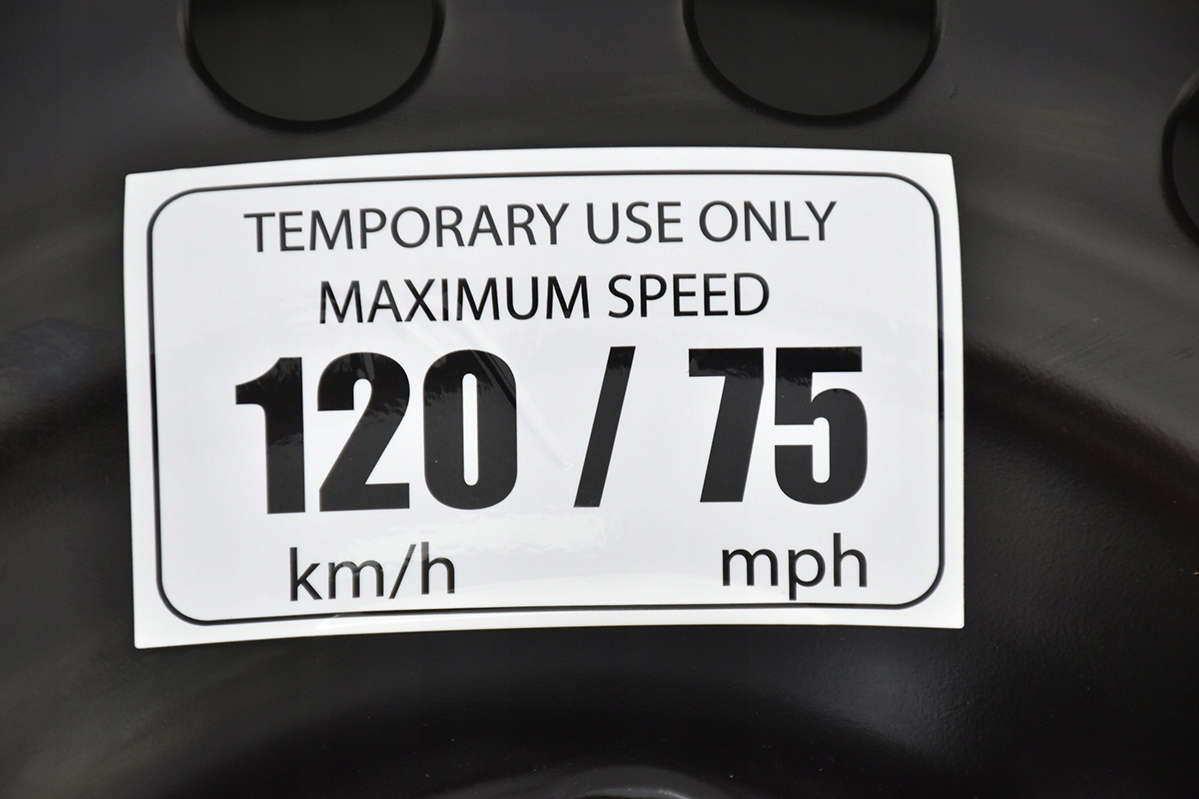 TEMPORARY USE ONLY
MAXIMUM SPEED
120 / 75
km/h mph